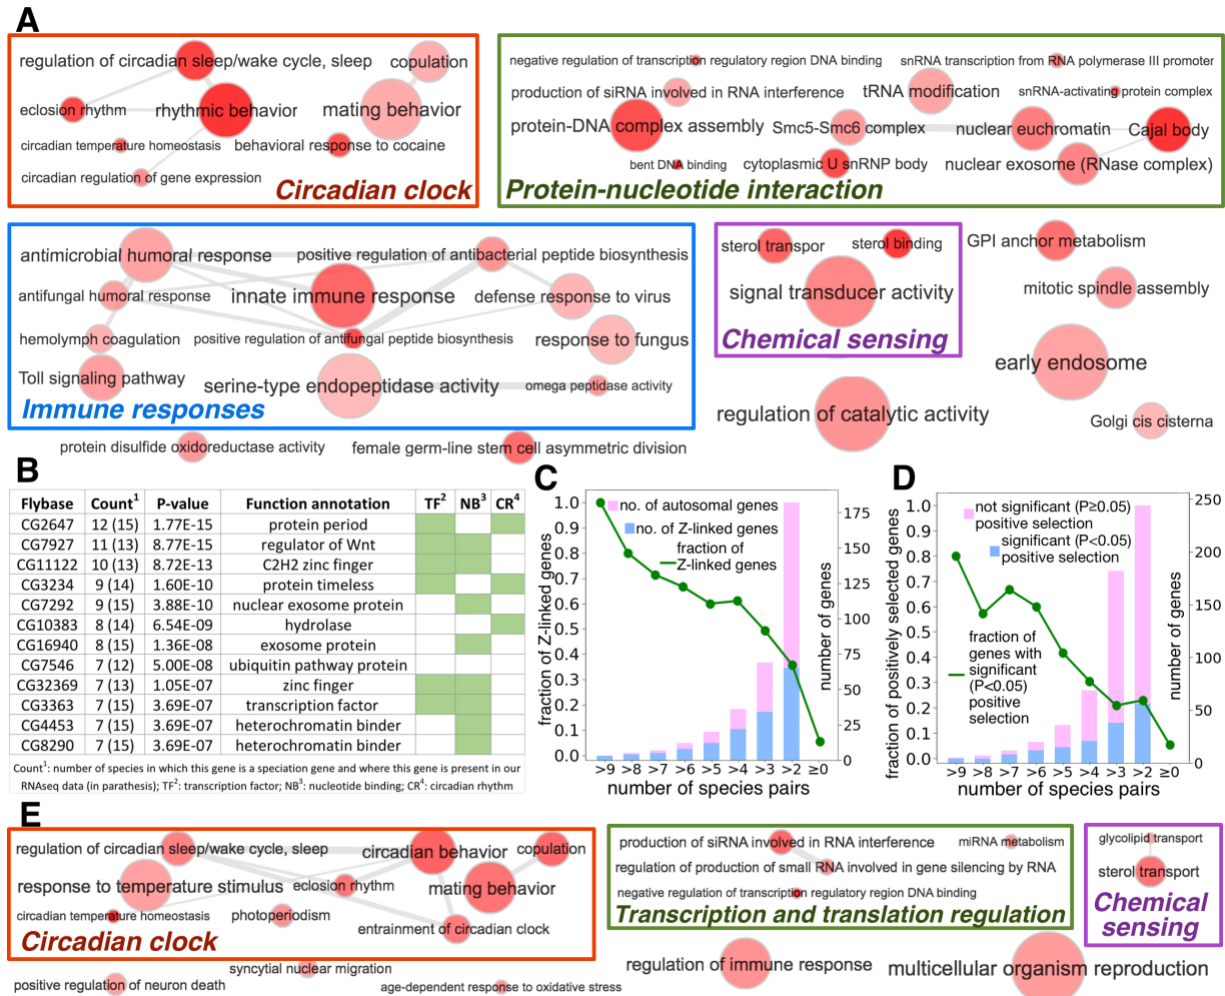 A
regulation of circadian sleep/wake cycle, sleep
copulation
eclosion rhythm
rhythmic behavior
mating behavior
circadian temperature homeostasis
behavioral response to cocaine
circadian regulation of gene expression
Circadian clock
negative regulation of transcription regulatory region DNA binding
snRNA transcription from RNA polymerase III promoter
production of siRNA involved in RNA interference
tRNA modification
snRNA-activating protein complex
protein-DNA complex assembly
Smc5-Smc6 complex
nuclear euchromatin
Cajal body
bent DNA binding
cytoplasmic U snRNP body
nuclear exosome (RNase complex)
Protein-nucleotide interaction
antimicrobial humoral response
positive regulation of antibacterial peptide biosynthesis
antifungal humoral response
innate immune response
defense response to virus
hemolymph coagulation
positive regulation of antifungal peptide biosynthesis
response to fungus
Toll signaling pathway
serine-type endopeptidase activity
omega peptidase activity
Immune responses
sterol transpor
sterol binding
signal transducer activity
Chemical sensing
GPI anchor metabolism
mitotic spindle assembly
early endosome
regulation of catalytic activity
Golgi cis cisterna
protein disulfide oxidoreductase activity
female germ-line stem cell asymmetric division
B
Flybase Count1 P-value Function annotation TF2 NB3 CR4
CG2647 12 (15) 1.77E-15 protein period
CG7927 11 (13) 8.77E-15 regulator of Wnt
CG11122 10 (13) 8.72E-13 C2H2 zinc finger
CG3234 9 (14) 1.60E-10 protein timeless
CG7292 9 (15) 3.88E-10 nuclear exosome protein
CG10383 8 (14) 6.54E-09 hydrolase
CG16940 8 (15) 1.36E-08 exosome protein
CG7546 7 (12) 5.00E-08 ubiquitin pathway protein
CG32369 7 (13) 1.05E-07 zinc finger
CG3363 7 (15) 3.69E-07 transcription factor
CG4453 7 (15) 3.69E-07 heterochromatin binder
CG8290 7 (15) 3.69E-07 heterochromatin binder
Count1: number of species in which this gene is a speciation gene and where this gene is present in our
RNAseq data (in parathesis); TF2: transcription factor; NB3: nucleotide binding; CR4: circadian rhythm
C
fraction of Z-linked genes
1.0
0.9
0.8
0.7
0.6
0.5
0.4
0.3
0.2
0.1
0.0
no. of autosomal genes
no. of Z-linked genes
fraction of
Z-linked genes
175
150
125
100
75
50
25
0
number of genes
>9 >8 >7 >6 >5 >4 >3 >2 ≥0
number of species pairs
D
fraction of positively selected genes
1.0
0.9
0.8
0.7
0.6
0.5
0.4
0.3
0.2
0.1
0.0
not significant (P≥0.05)
positive selection
significant (P<0.05)
positive selection
fraction of
genes with
significant
(P<0.05)
positive
selection
250
200
150
100
50
0
number of genes
>9 >8 >7 >6 >5 >4 >3 >2 ≥0
number of species pairs
E
regulation of circadian sleep/wake cycle, sleep
circadian behavior
copulation
response to temperature stimulus
eclosion rhythm
mating behavior
circadian temperature homeostasis
photoperiodism
entrainment of circadian clock
Circadian clock
production of siRNA involved in RNA interference
miRNA metabolism
regulation of production of small RNA involved in gene silencing by RNA
negative regulation of transcription regulatory region DNA binding
Transcription and translation regulation
glycolipid transport
sterol transport
Chemical
sensing
syncytial nuclear migration
positive regulation of neuron death
age-dependent response to oxidative stress
regulation of immune response
multicellular organism reproduction